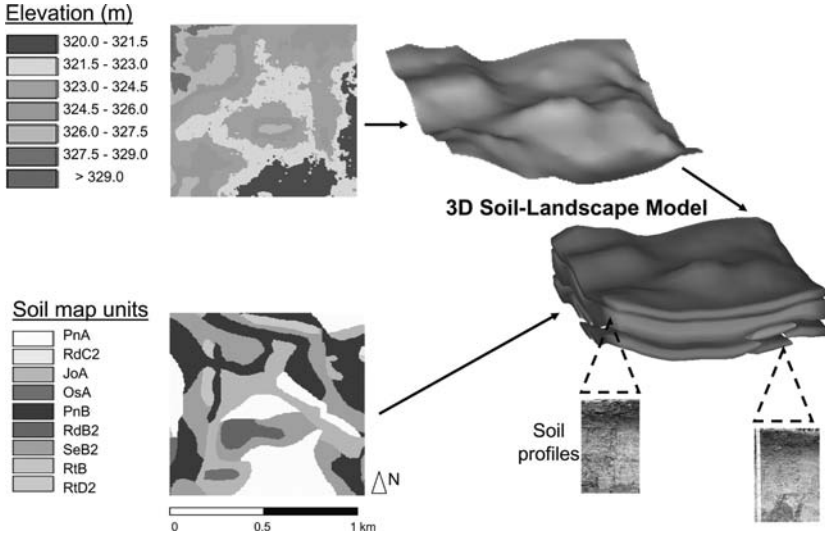 Elevation (m)
320.0 - 321.5
321.5 - 323.0
323.0 - 324.5
324.5 - 326.0
326.0 - 327.5
327.5 - 329.0
> 329.0
3D Soil-Landscape Model
Soil map units
PnA
RdC2
JoA
OsA
PnB
RdB2
SeB2
RtB
RtD2
N
0 0.5 1 km
Soil
profiles